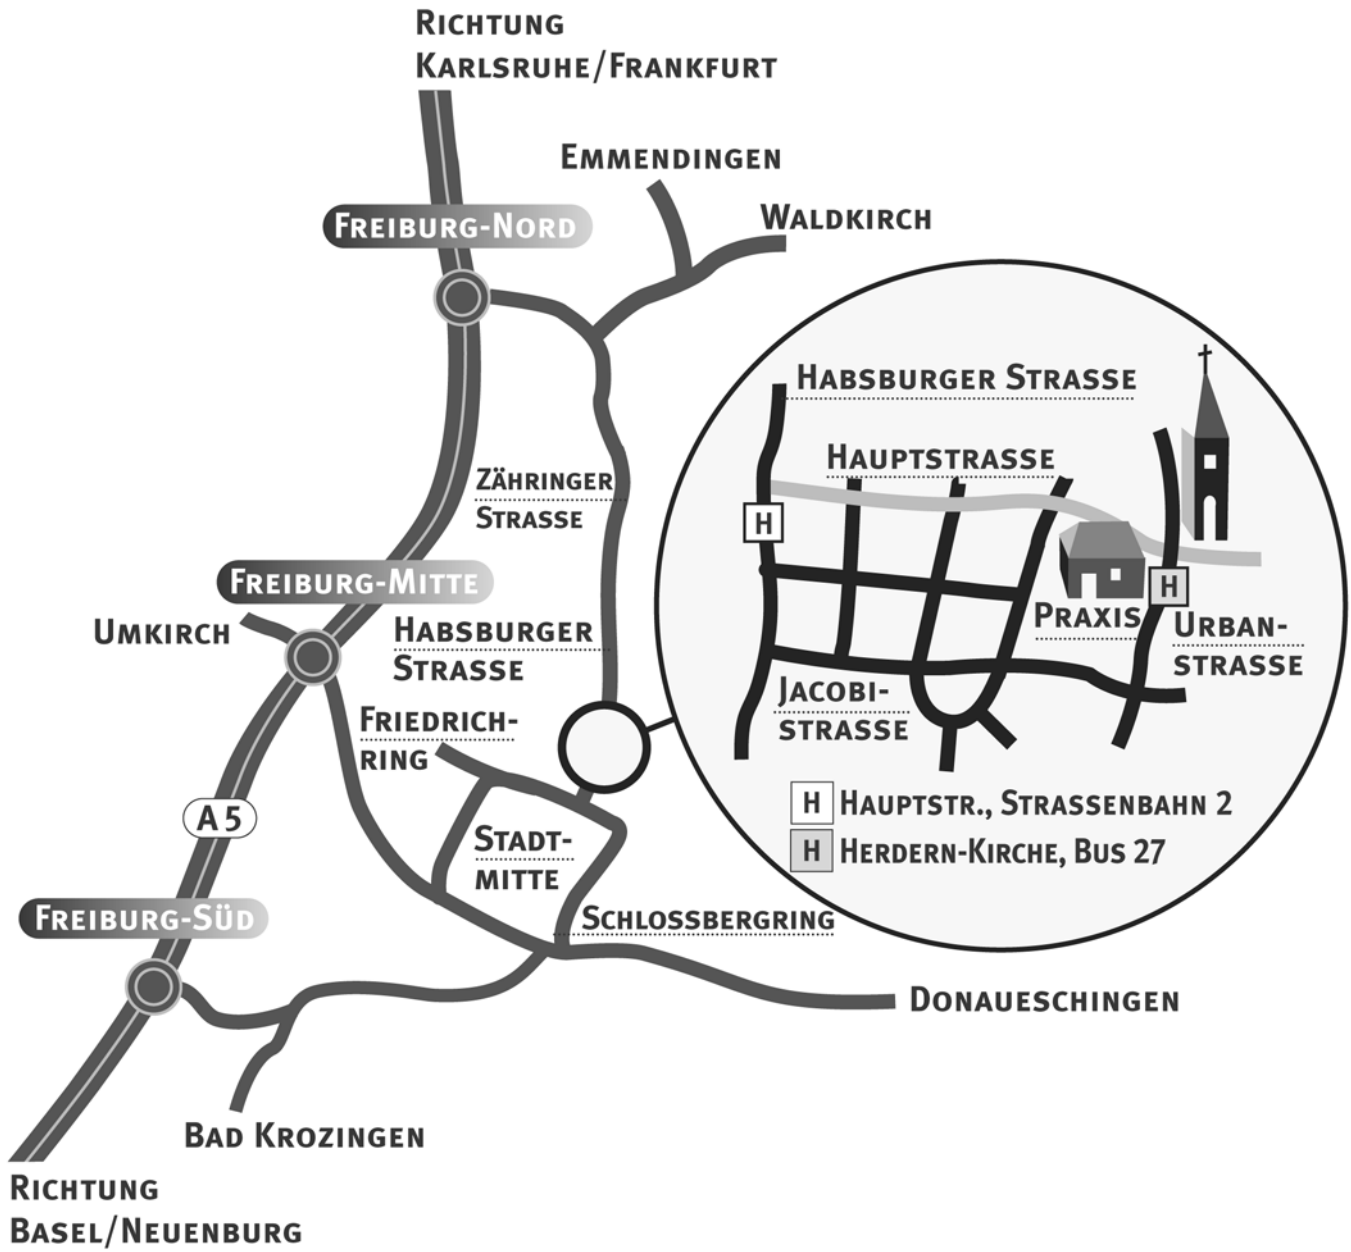 Richtung
Karlsruhe/Frankfurt
Emmendingen
Waldkirch
Freiburg-Nord
Habsburger Strasse
Hauptstrasse
Zähringer
Strasse
H
Freiburg-Mitte
H
Umkirch
Habsburger
Strasse
Praxis
Urban-
strasse
Jacobi-
strasse
Friedrich-
ring
A 5
Stadt-
mitte
H Hauptstr., Strassenbahn 2
H Herdern-Kirche, Bus 27
Freiburg-Süd
Schlossbergring
Donaueschingen
Bad Krozingen
Richtung
Basel/Neuenburg